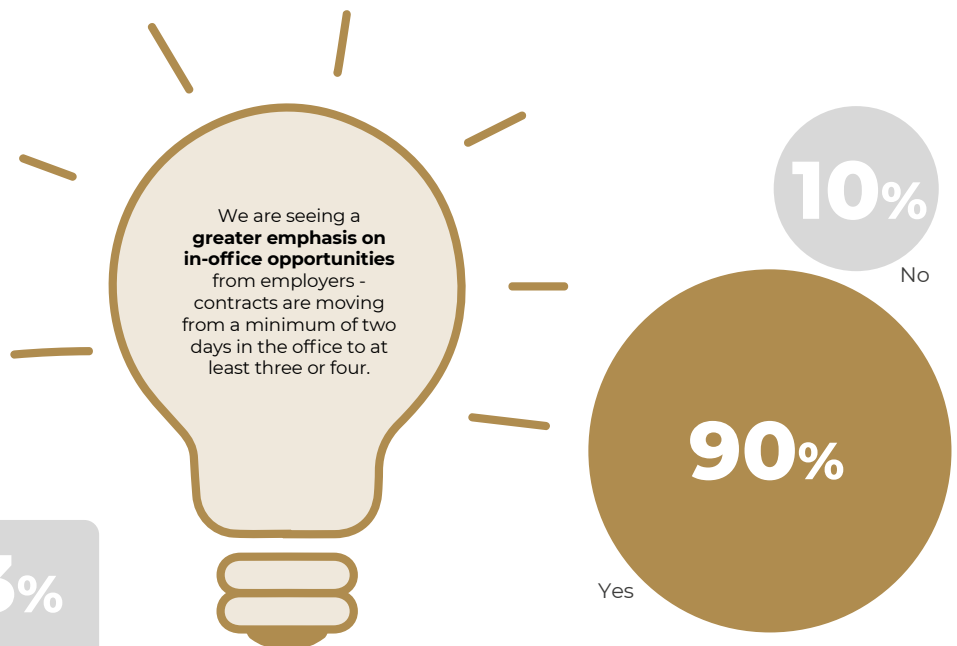 We are seeing a
greater emphasis on
in-office opportunities
from employers -
contracts are moving
from a minimum of two
days in the office to at
least three or four.
10%
No
90%
Yes
%